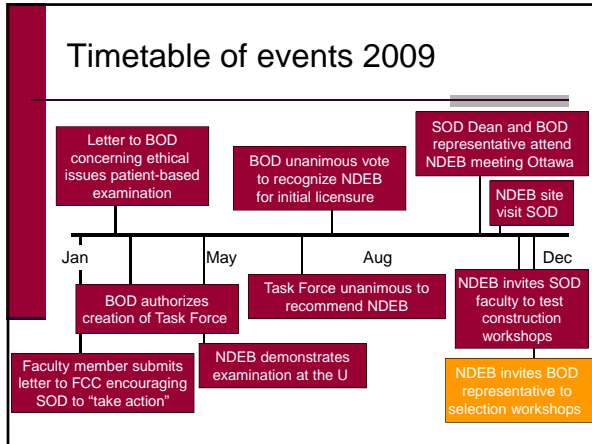 Timetable of events 2009
Letter to BOD
concerning ethical
issues patient-based
examination
BOD unanimous vote
to recognize NDEB
for initial licensure
SOD Dean and BOD
representative attend
NDEB meeting Ottawa
NDEB site
visit SOD
Jan
May
Aug
Dec
BOD authorizes
creation of Task Force
Task Force unanimous to
recommend NDEB
NDEB invites SOD
faculty to test
construction
workshops
Faculty member submits
letter to FCC encouraging
SOD to “take action”
NDEB demonstrates
examination at the U
NDEB invites BOD
representative to
selection workshops